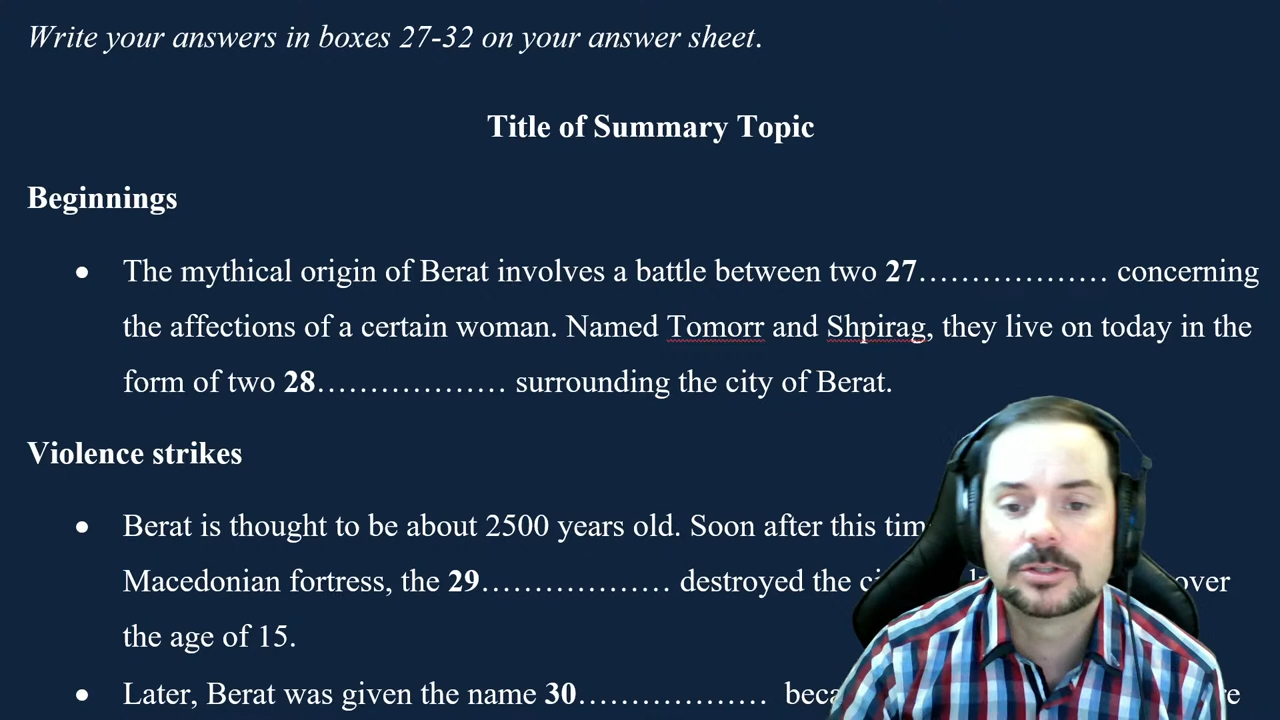 Write your answers in boxes 27-32 on your answer sheet.
Title of Summary Topic
Beginnings
• The mythical origin of Berat involves a battle between two 27.................. concerning
the affections of a certain woman. Named Tomorr and Shpirag, they live on today in the
form of two 28.................. surrounding the city of Berat.
Violence strikes
• Berat is thought to be about 2500 years old. Soon after this
Macedonian fortress, the 29.................. destroyed the over
the age of 15.
• Later, Berat was given the name 30..................